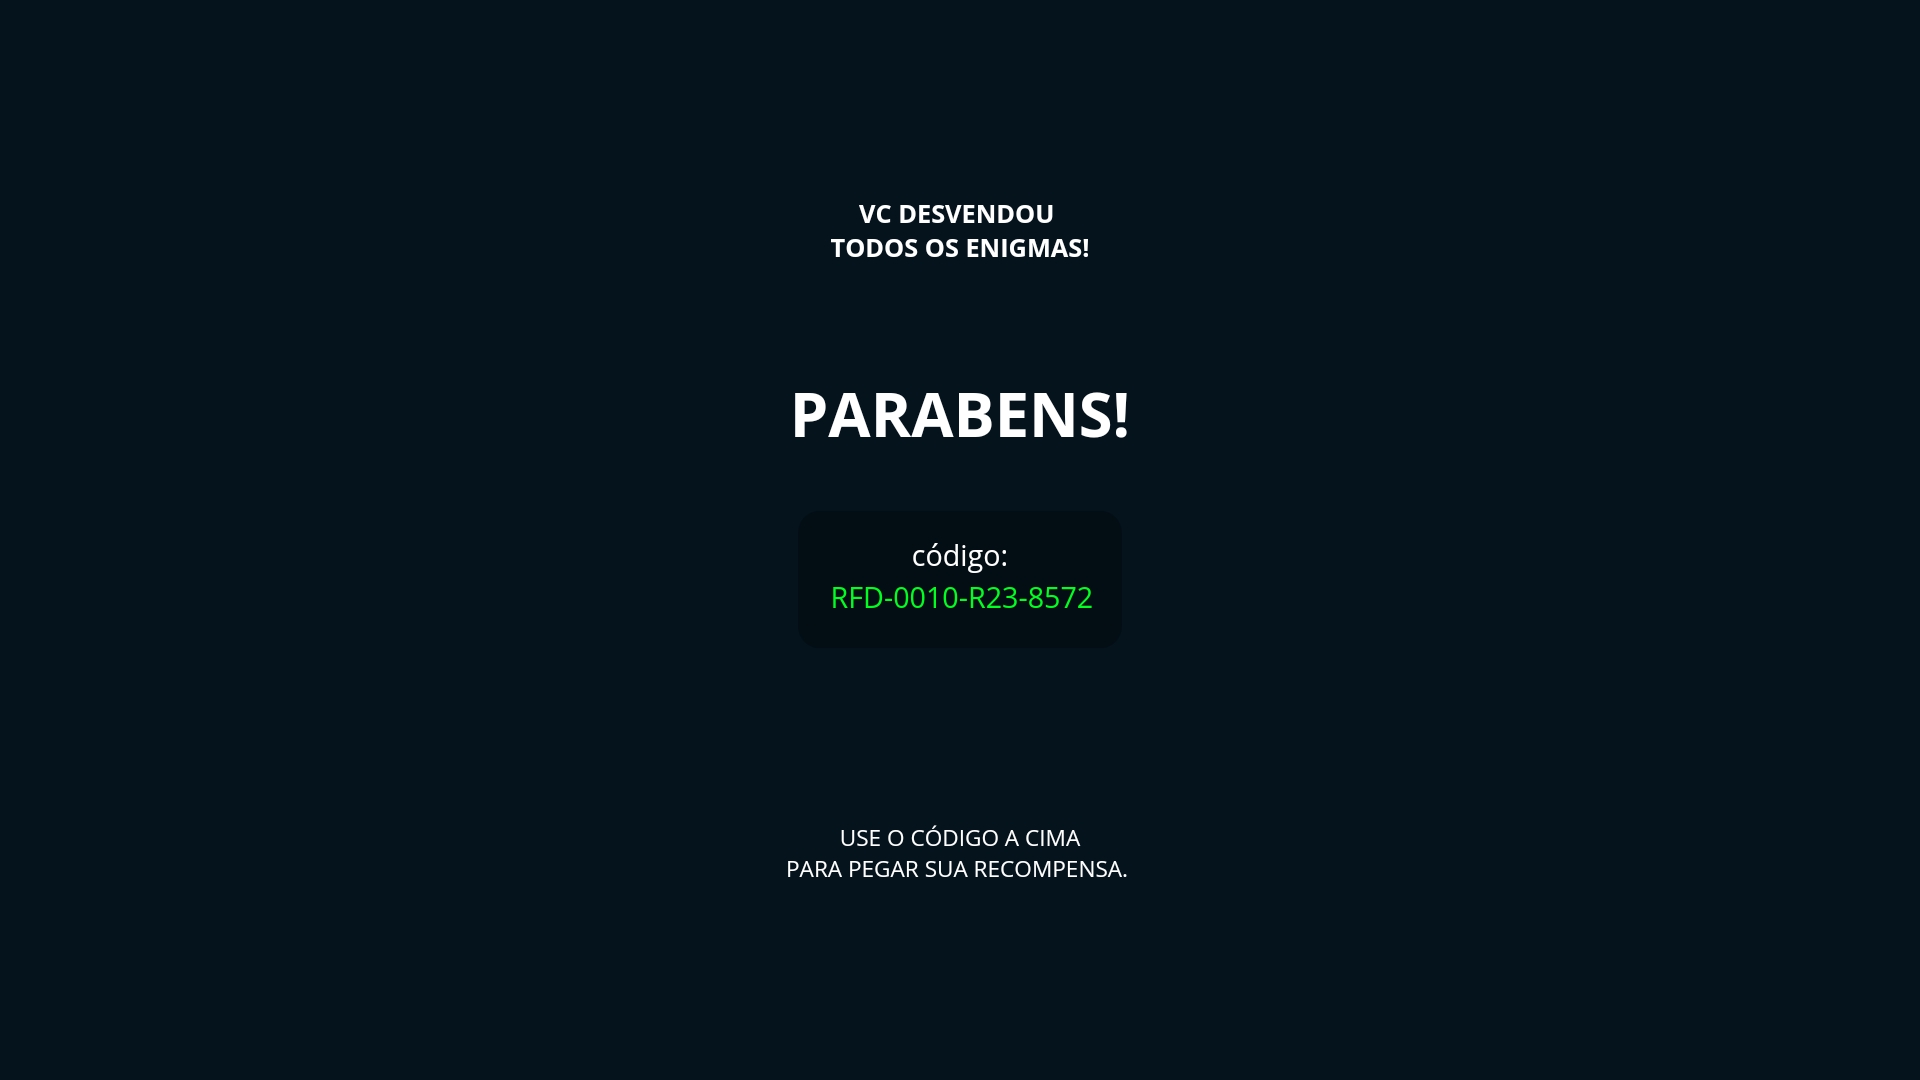 VC DESVENDOU
TODOS OS ENIGMAS!
PARABENS!
código:
RFD-0010-R23-8572
USE O CÓDIGO A CIMA
PARA PEGAR SUA RECOMPENSA.